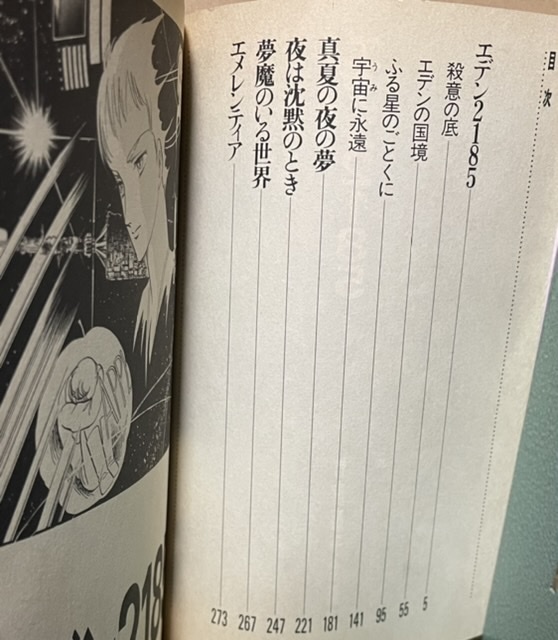 目次
エデン2185 5
殺意の底 55
エデンの国境 95
ふる星のごとくに 141
宇宙(うみ)に永遠 181
真夏の夜の夢 221
夜は沈黙のとき 247
夢魔のいる世界 267
エメレンティア 273
218